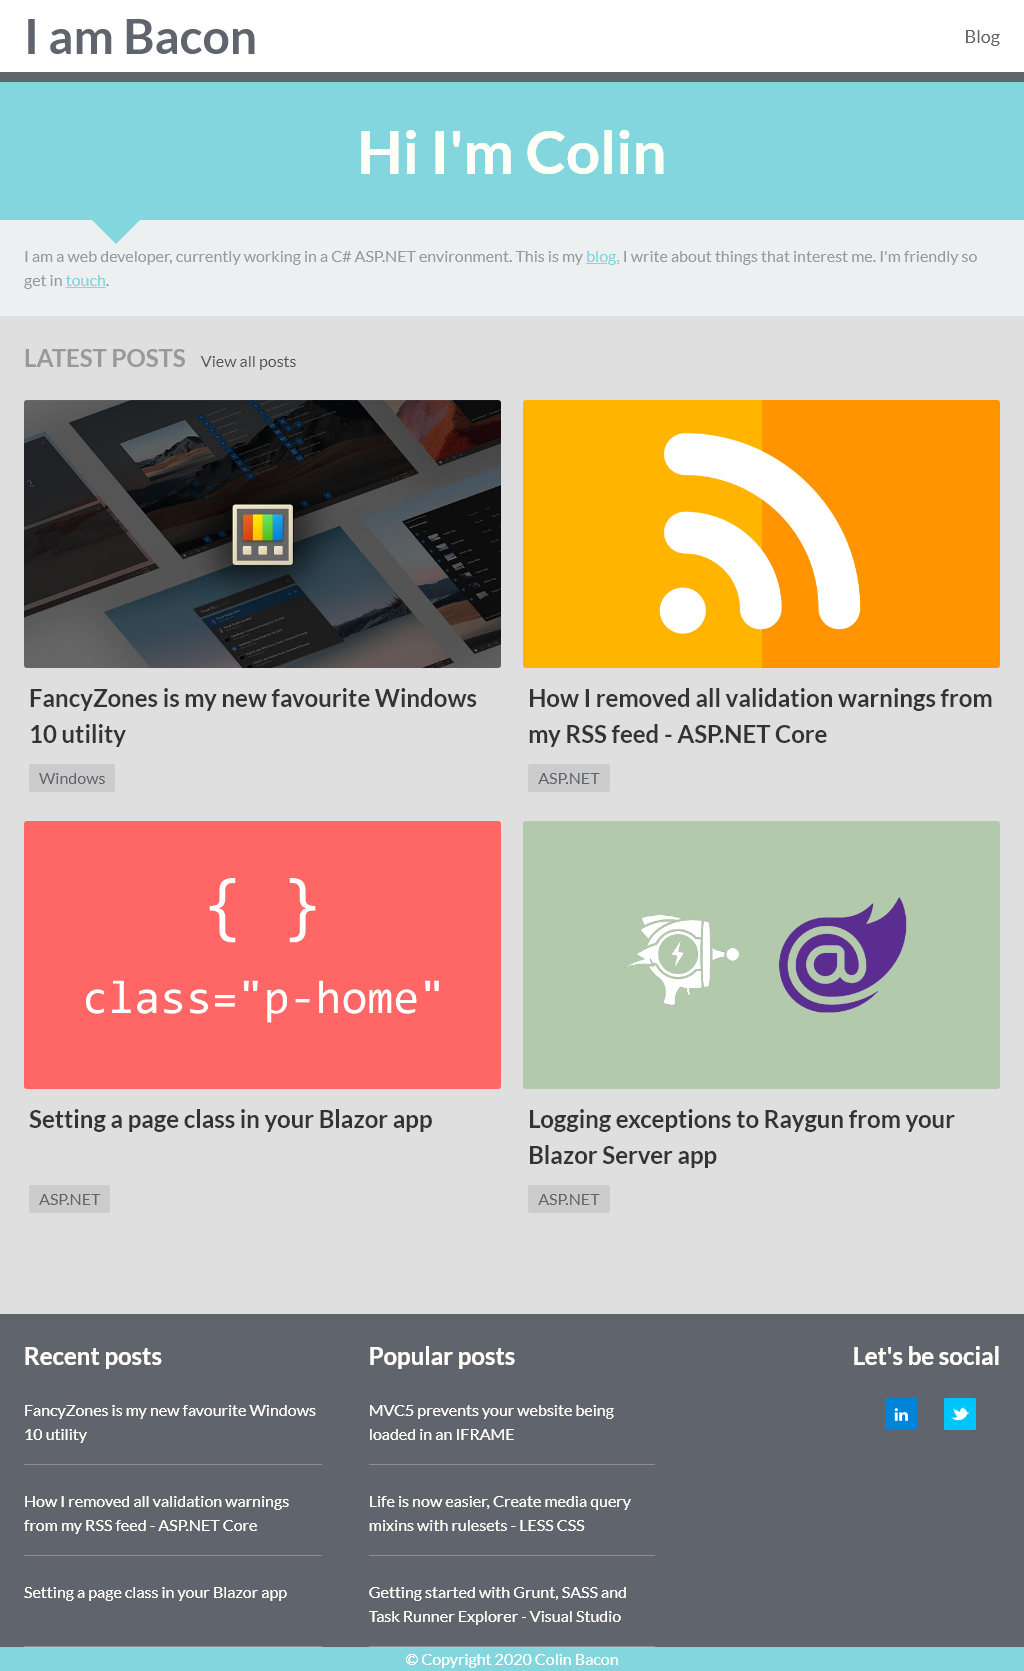 I am Bacon
Blog
Hi I'm Colin
I am a web developer, currently working in a C# ASP.NET environment. This is my blog. I write about things that interest me. I'm friendly so
get in touch.
LATEST POSTS View all posts
FancyZones is my new favourite Windows
10 utility
Windows
How I removed all validation warnings from
my RSS feed - ASP.NET Core
ASP.NET
{ }
class="p-home"
Setting a page class in your Blazor app
ASP.NET
Logging exceptions to Raygun from your
Blazor Server app
ASP.NET
Recent posts
FancyZones is my new favourite Windows
10 utility
How I removed all validation warnings
from my RSS feed - ASP.NET Core
Setting a page class in your Blazor app
Popular posts
MVC5 prevents your website being
loaded in an IFRAME
Life is now easier, Create media query
mixins with rulesets - LESS CSS
Getting started with Grunt, SASS and
Task Runner Explorer - Visual Studio
Let's be social
in
© Copyright 2020 Colin Bacon